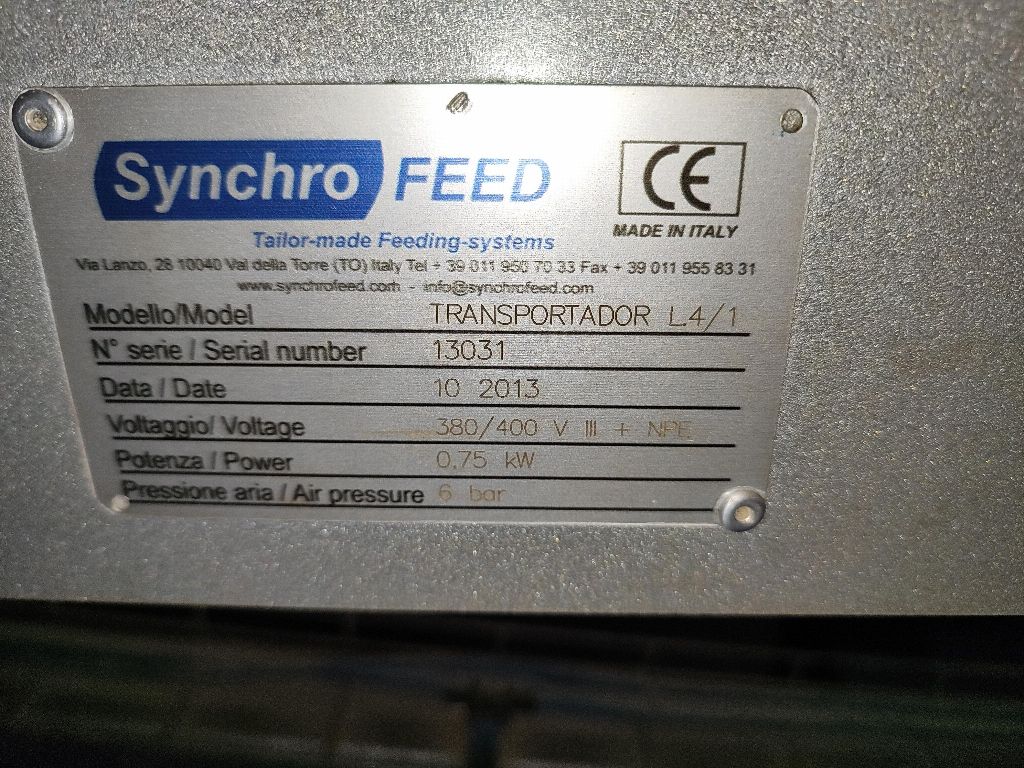 Synchro FEED
CE
Tailor-made Feeding-systems
MADE IN ITALY
Via Lanzo, 28 10040 Val della Torre (TO) Italy Tel + 39 011 956 70 33 Fax + 39 011 955 83 31
www.synchrofeed.com - info@synchrofeed.com
Modello/Model TRANSPORTADOR L.4/1
N° serie / Serial number 13031
Data / Date 10 2013
Voltaggio/ Voltage 380/400 V III + NPE
Potenza / Power 0,75 kW
Pressione aria / Air pressure 6 bar